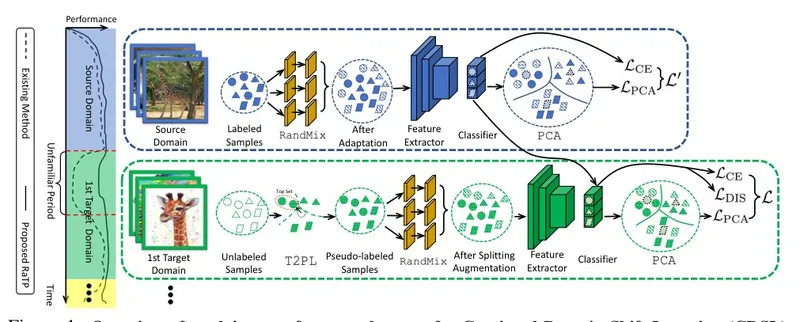 Performance
Existing Method
Proposed RaTP
Source Domain
Unfamiliar Period
1st Target Domain
Time
Source
Domain
Labeled
Samples
RandMix
After
Adaptation
Feature
Extractor
Classifier
PCA
ℒCE
ℒPCA
ℒ′
1st Target
Domain
Unlabeled
Samples
Top Set
T2PL
Pseudo-labeled
Samples
RandMix
After Splitting
Augmentation
Feature
Extractor
Classifier
PCA
ℒCE
ℒDIS
ℒPCA
ℒ